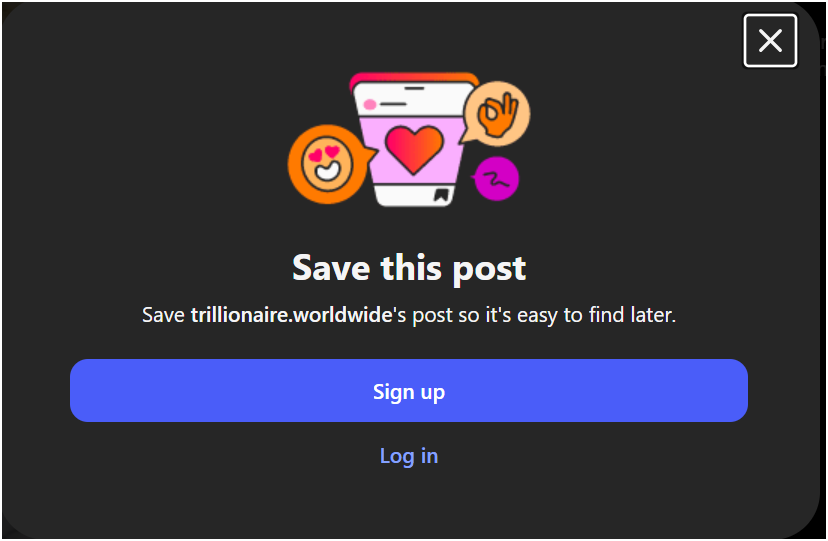 Save this post
Save trillionaire.worldwide's post so it's easy to find later.
Sign up
Log in